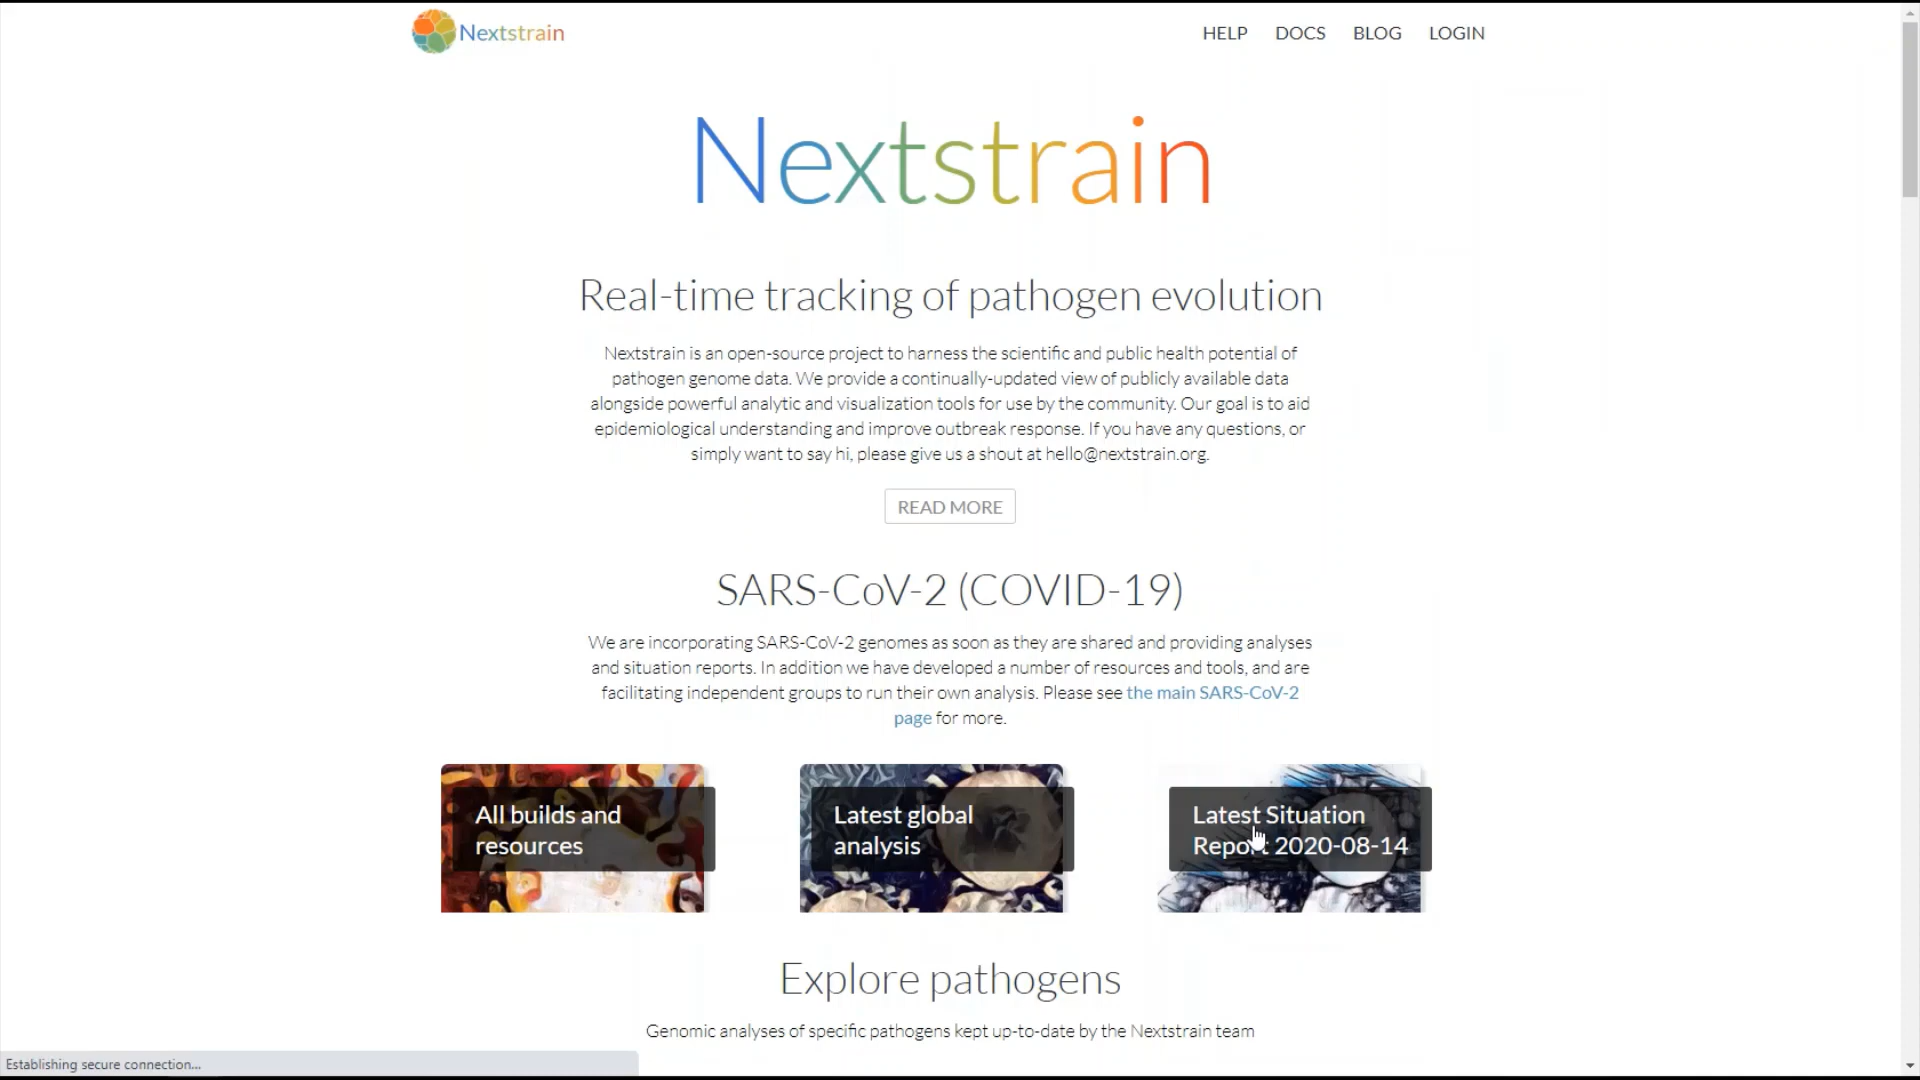 Nextstrain
HELP DOCS BLOG LOGIN
Nextstrain
Real-time tracking of pathogen evolution
Nextstrain is an open-source project to harness the scientific and public health potential of
pathogen genome data. We provide a continually-updated view of publicly available data
alongside powerful analytic and visualization tools for use by the community. Our goal is to aid
epidemiological understanding and improve outbreak response. If you have any questions, or
simply want to say hi, please give us a shout at hello@nextstrain.org.
READ MORE
SARS-CoV-2 (COVID-19)
We are incorporating SARS-CoV-2 genomes as soon as they are shared and providing analyses
and situation reports. In addition we have developed a number of resources and tools, and are
facilitating independent groups to run their own analysis. Please see the main SARS-CoV-2
page for more.
All builds and
resources
Latest global
analysis
Latest Situation
Report 2020-08-14
Explore pathogens
Genomic analyses of specific pathogens kept up-to-date by the Nextstrain team
Establishing secure connection...